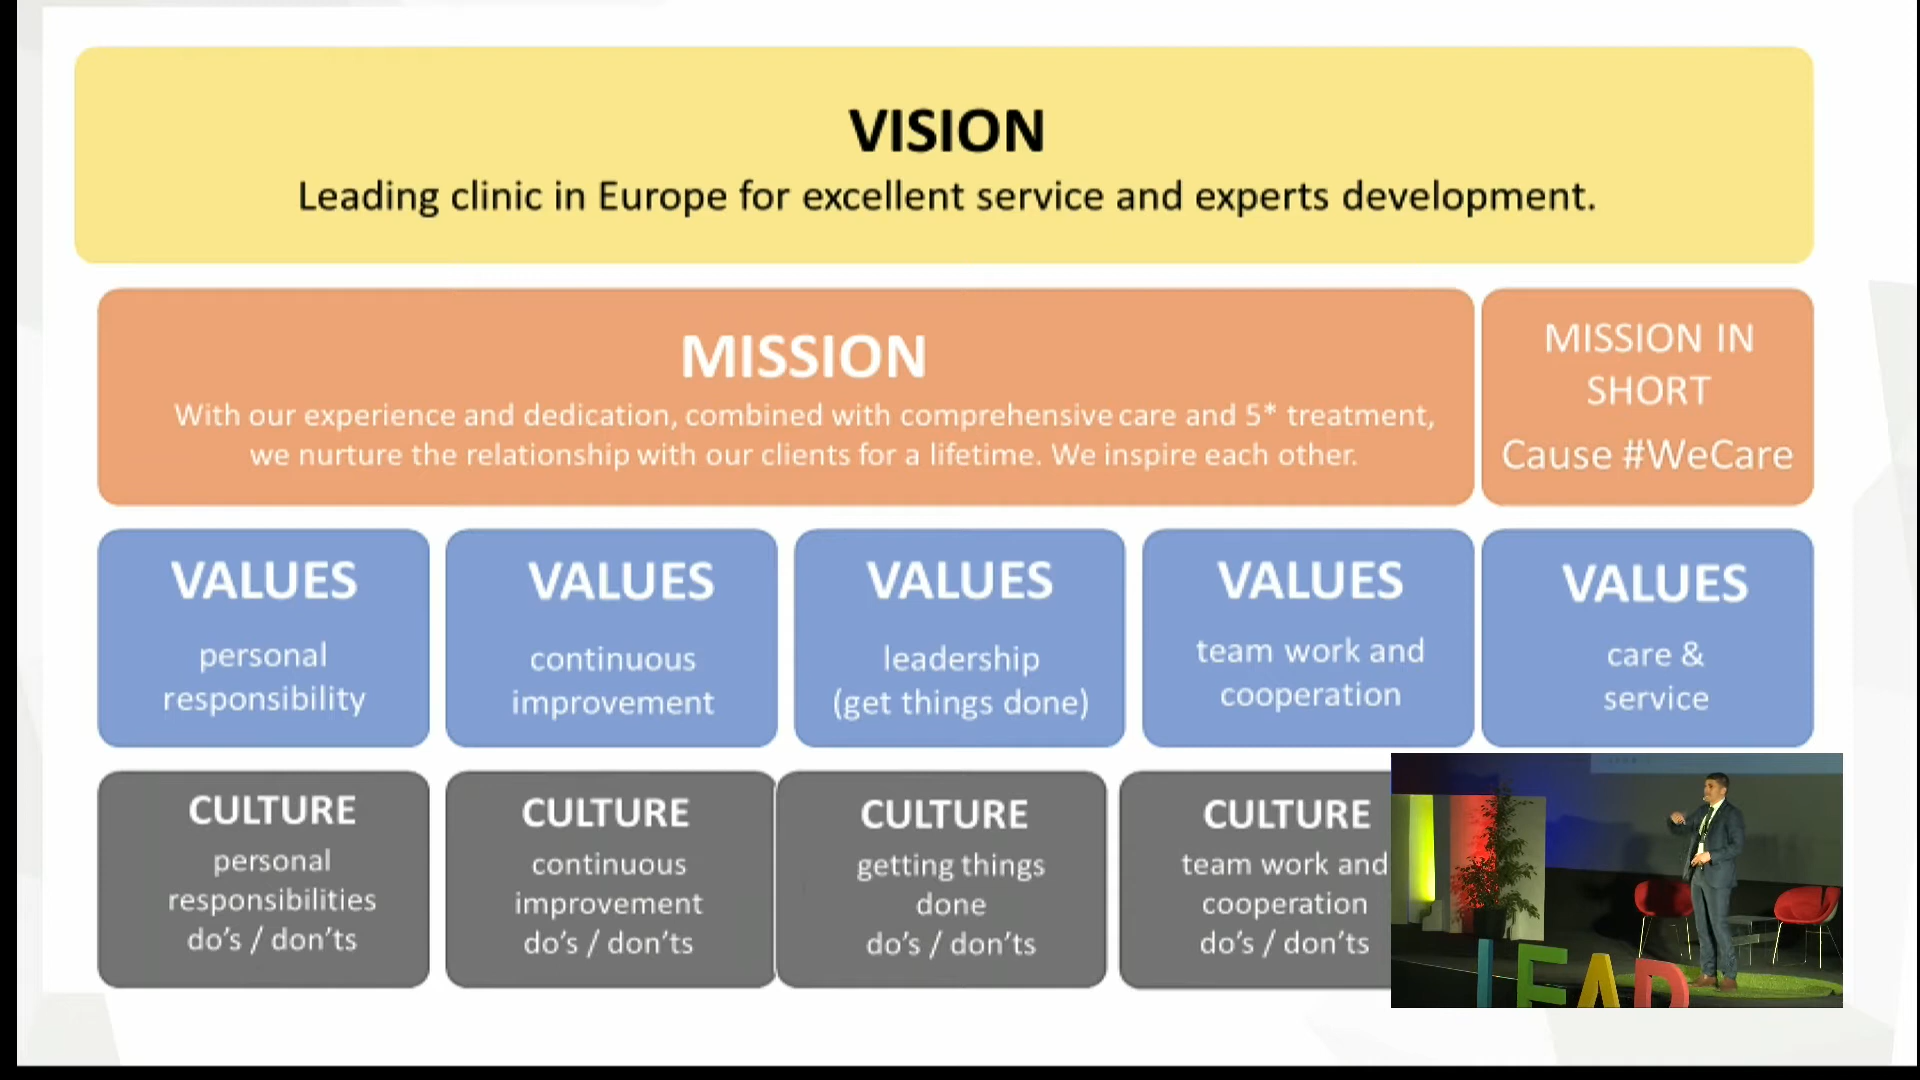 VISION
Leading clinic in Europe for excellent service and experts development.
MISSION
With our experience and dedication, combined with comprehensive care and 5* treatment,
we nurture the relationship with our clients for a lifetime. We inspire each other.
MISSION IN
SHORT
Cause #WeCare
VALUES
personal
responsibility
VALUES
continuous
improvement
VALUES
leadership
(get things done)
VALUES
team work and
cooperation
VALUES
care &
service
CULTURE
personal
responsibilities
do's / don'ts
CULTURE
continuous
improvement
do's / don'ts
CULTURE
getting things
done
do's / don'ts
CULTURE
team work and
cooperation
do's / don'ts
LEAD